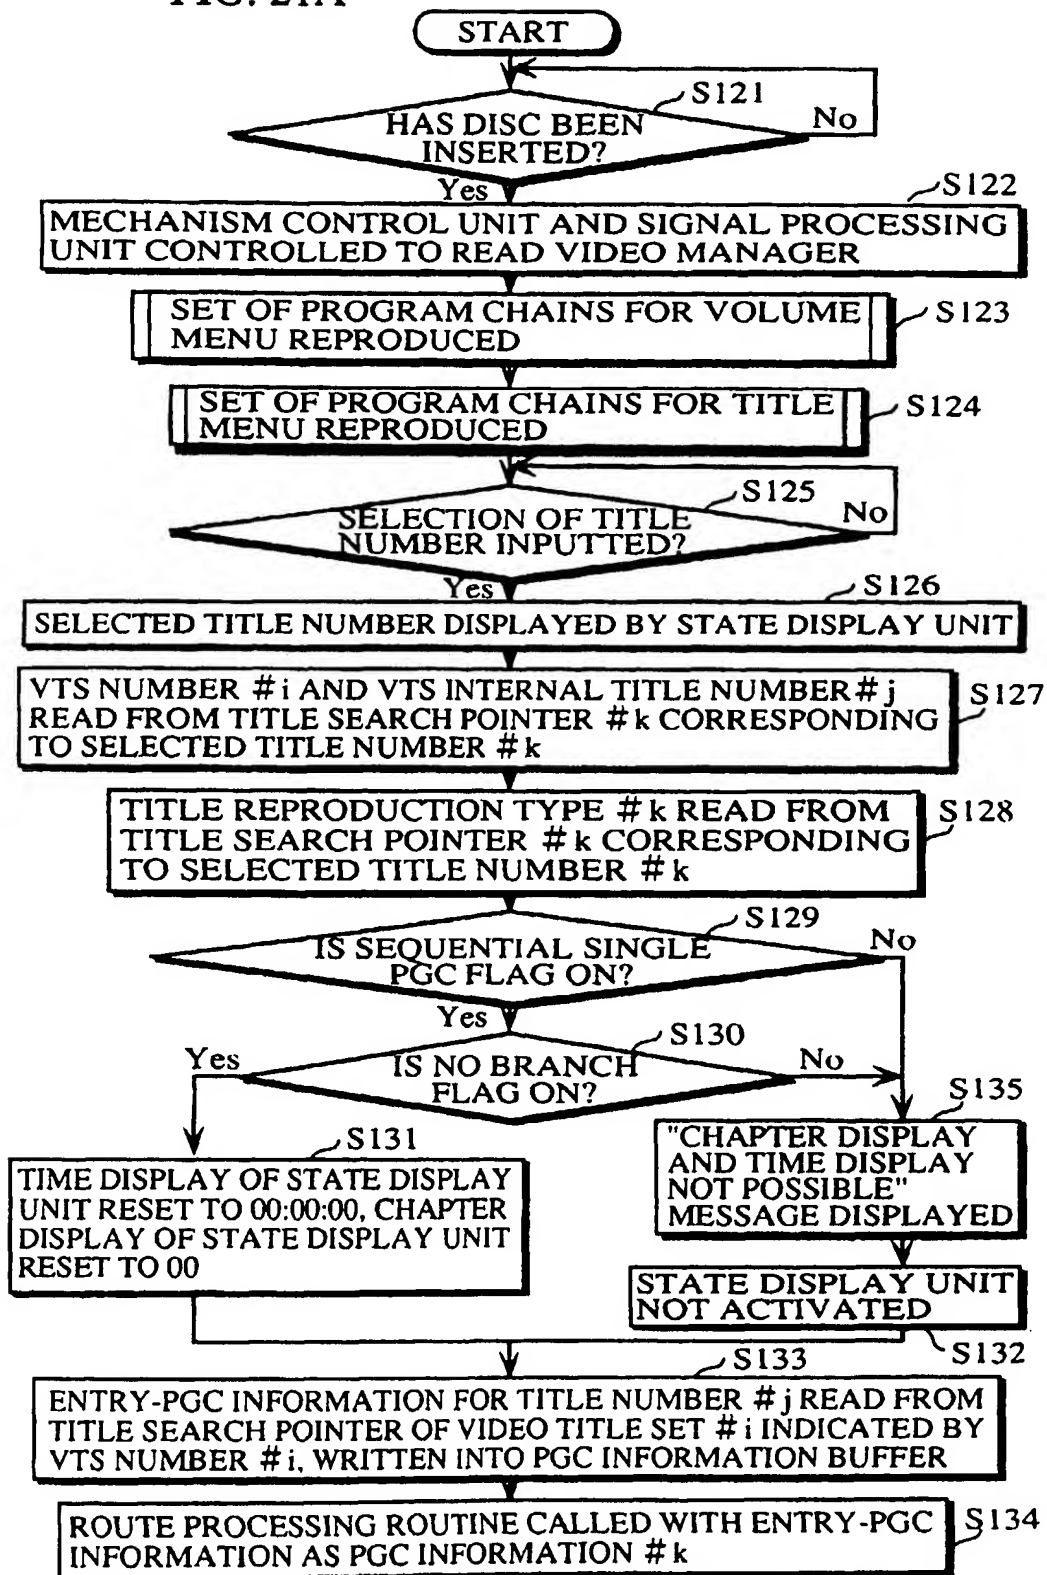 FIG. 21A
START
S121
HAS DISC BEEN
INSERTED?
No
Yes
S122
MECHANISM CONTROL UNIT AND SIGNAL PROCESSING
UNIT CONTROLLED TO READ VIDEO MANAGER
SET OF PROGRAM CHAINS FOR VOLUME
MENU REPRODUCED
S123
SET OF PROGRAM CHAINS FOR TITLE
MENU REPRODUCED
S124
S125
SELECTION OF TITLE
NUMBER INPUTTED?
No
Yes
S126
SELECTED TITLE NUMBER DISPLAYED BY STATE DISPLAY UNIT
VTS NUMBER #i AND VTS INTERNAL TITLE NUMBER#j
READ FROM TITLE SEARCH POINTER #k CORRESPONDING
TO SELECTED TITLE NUMBER #k
S127
TITLE REPRODUCTION TYPE #k READ FROM
TITLE SEARCH POINTER #k CORRESPONDING
TO SELECTED TITLE NUMBER #k
S128
S129
IS SEQUENTIAL SINGLE
PGC FLAG ON?
No
Yes
S130
Yes
IS NO BRANCH
FLAG ON?
No
S131
TIME DISPLAY OF STATE DISPLAY
UNIT RESET TO 00:00:00, CHAPTER
DISPLAY OF STATE DISPLAY UNIT
RESET TO 00
S135
"CHAPTER DISPLAY
AND TIME DISPLAY
NOT POSSIBLE"
MESSAGE DISPLAYED
STATE DISPLAY UNIT
NOT ACTIVATED
S132
S133
ENTRY-PGC INFORMATION FOR TITLE NUMBER #j READ FROM
TITLE SEARCH POINTER OF VIDEO TITLE SET #i INDICATED BY
VTS NUMBER #i, WRITTEN INTO PGC INFORMATION BUFFER
ROUTE PROCESSING ROUTINE CALLED WITH ENTRY-PGC
INFORMATION AS PGC INFORMATION #k
S134